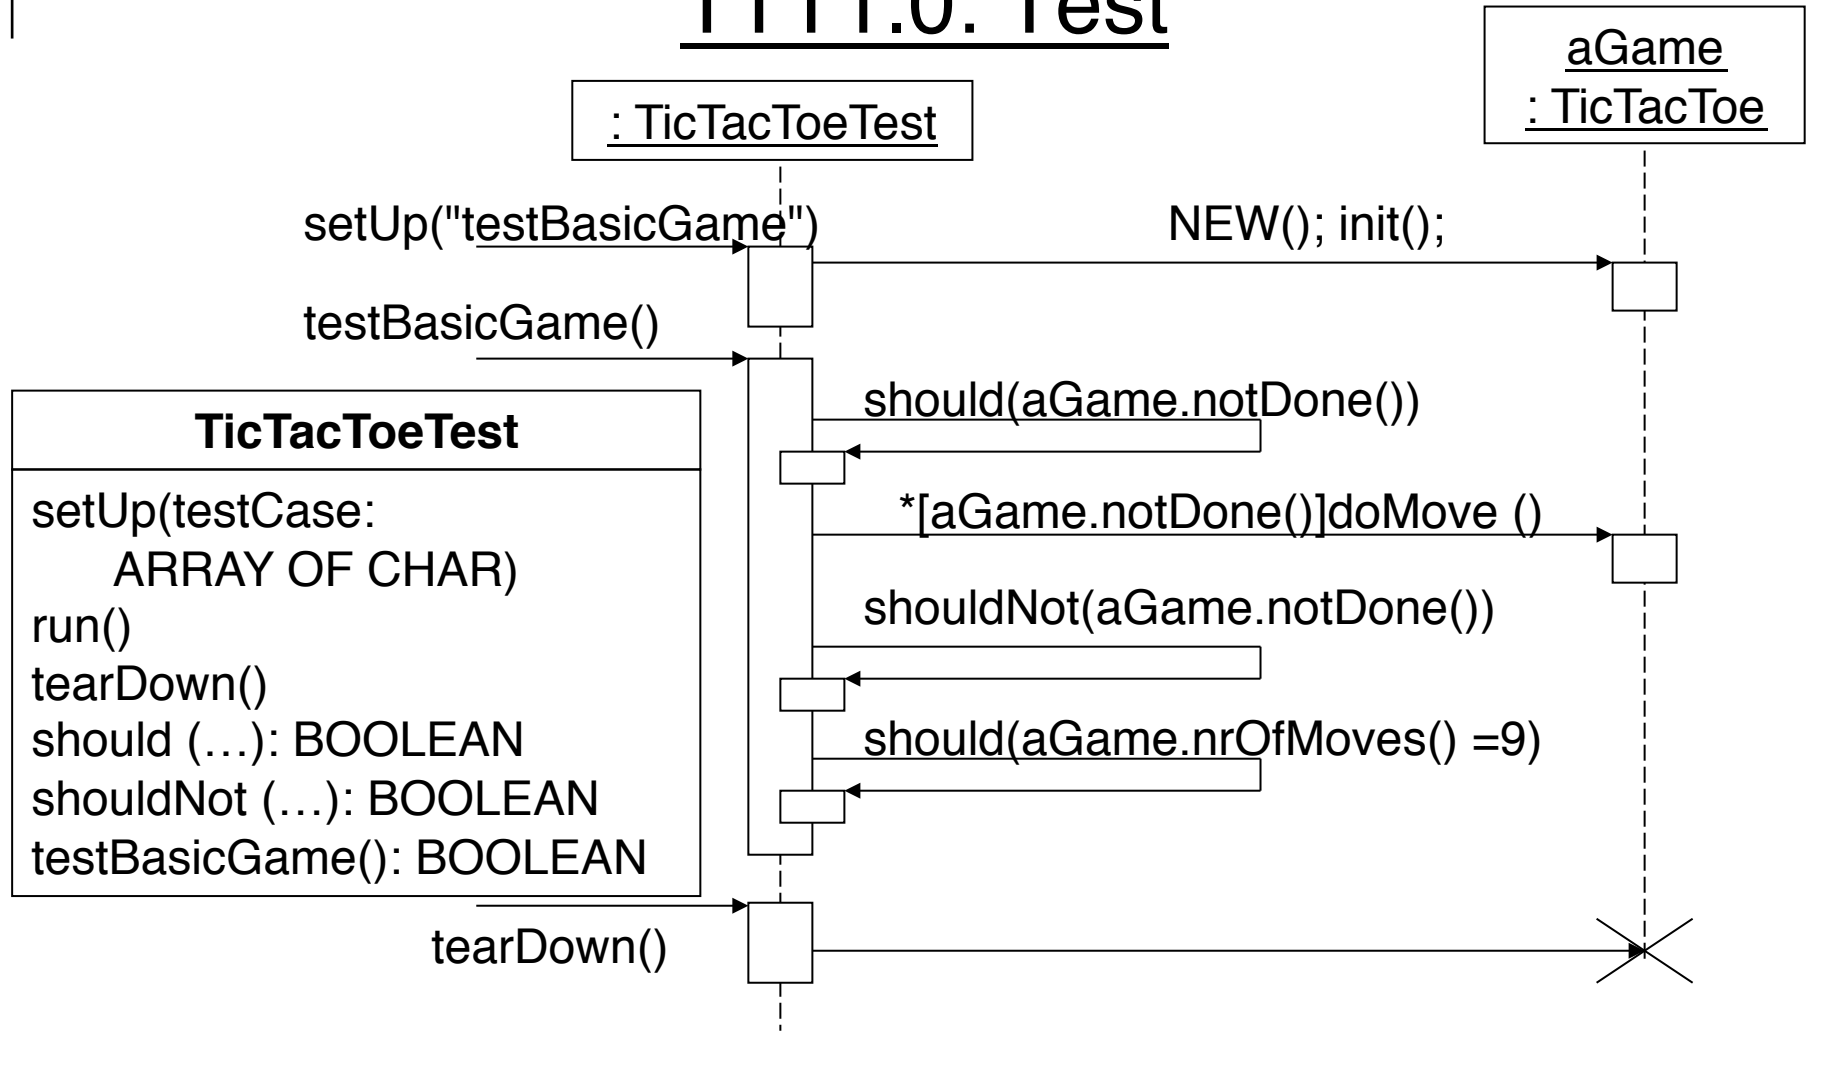 Test
aGame
: TicTacToe
: TicTacToeTest
setUp("testBasicGame")
NEW(); init();
testBasicGame()
should(aGame.notDone())
TicTacToeTest
*[aGame.notDone()]doMove ()
setUp(testCase:
ARRAY OF CHAR)
run()
tearDown()
should (…): BOOLEAN
shouldNot (…): BOOLEAN
testBasicGame(): BOOLEAN
shouldNot(aGame.notDone())
should(aGame.nrOfMoves() =9)
tearDown()